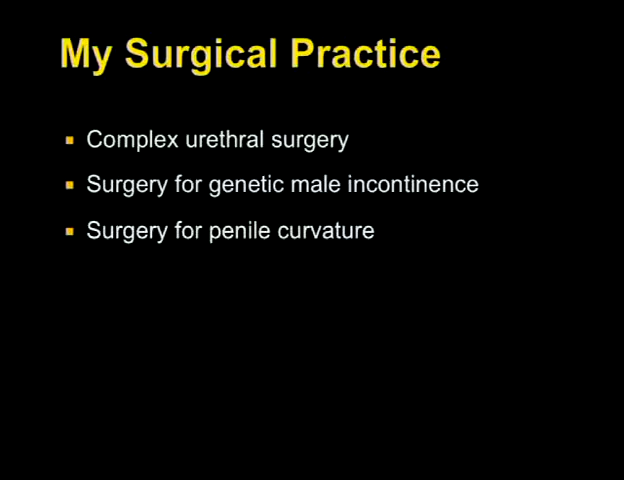 My Surgical Practice
Complex urethral surgery
Surgery for genetic male incontinence
Surgery for penile curvature